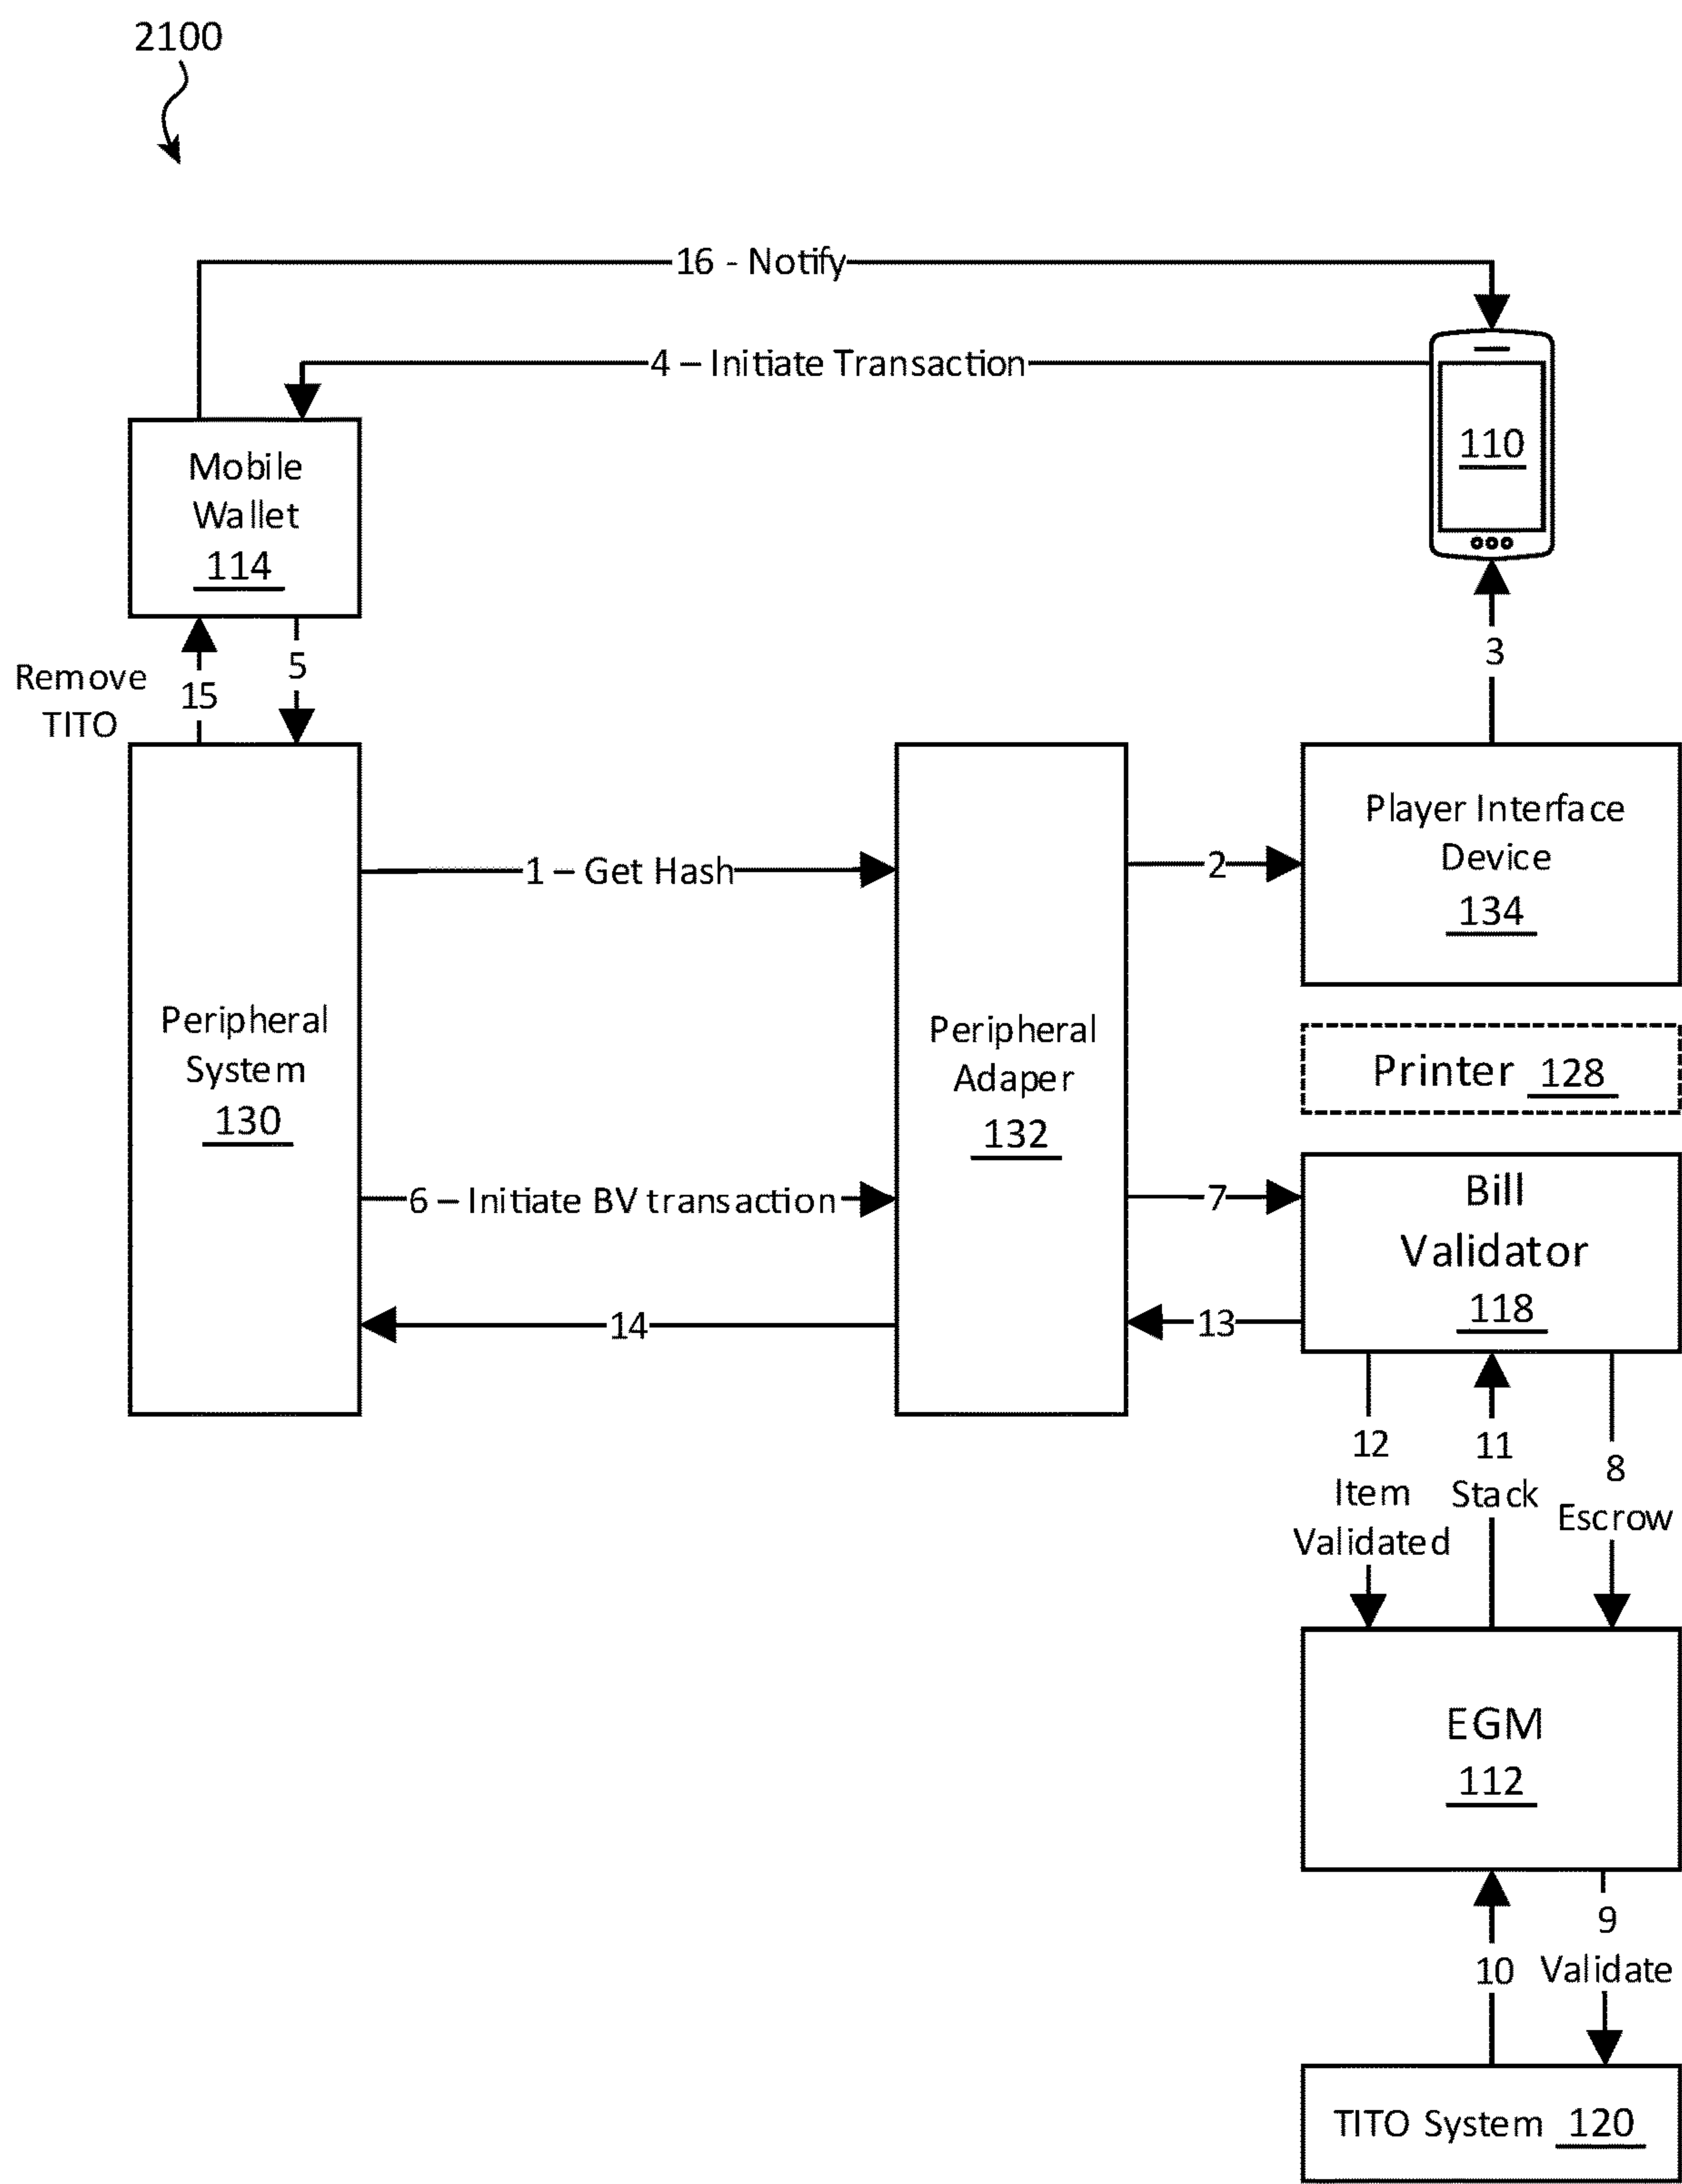 2100
16 - Notify
4 – Initiate Transaction
110
Mobile
Wallet
114
Remove
TITO
15
5
3
1 – Get Hash
2
Player Interface
Device
134
Peripheral
System
130
Peripheral
Adaper
132
Printer 128
6 – Initiate BV transaction
7
Bill
Validator
118
14
13
12
Item
Validated
11
Stack
8
Escrow
EGM
112
10
9
Validate
TITO System 120